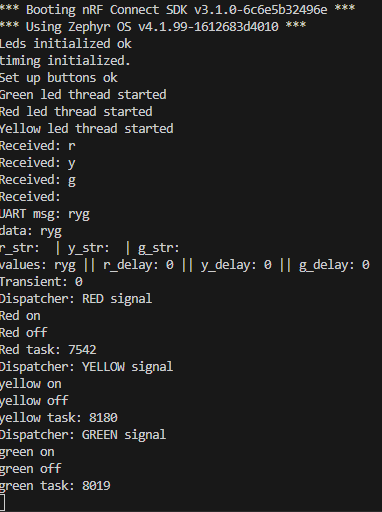 *** Booting nRF Connect SDK v3.1.0-6c6e5b32496e ***
*** Using Zephyr OS v4.1.99-1612683d4010 ***
Leds initialized ok
timing initialized.
Set up buttons ok
Green led thread started
Red led thread started
Yellow led thread started
Received: r
Received: y
Received: g
Received:
UART msg: ryg
data: ryg
r_str:  | y_str:  | g_str:
values: ryg || r_delay: 0 || y_delay: 0 || g_delay: 0
Transient: 0
Dispatcher: RED signal
Red on
Red off
Red task: 7542
Dispatcher: YELLOW signal
yellow on
yellow off
yellow task: 8180
Dispatcher: GREEN signal
green on
green off
green task: 8019